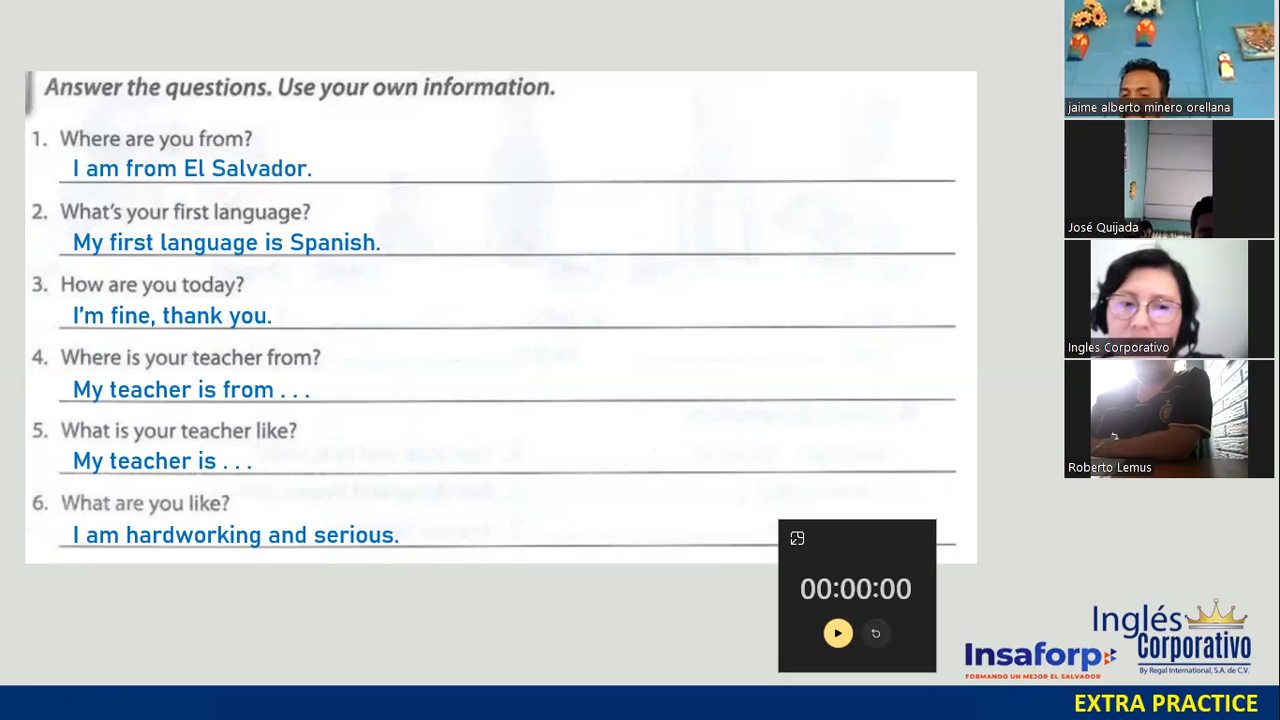 Answer the questions. Use your own information.
1. Where are you from?
I am from El Salvador.
2. What's your first language?
My first language is Spanish.
3. How are you today?
I'm fine, thank you.
4. Where is your teacher from?
My teacher is from . . .
5. What is your teacher like?
My teacher is . . .
6. What are you like?
I am hardworking and serious.
00:00:00
jaime alberto minero orellana
José Quijada
Ingles Corporativo
Roberto Lemus
Insaforp
FORMANDO UN MEJOR EL SALVADOR
Inglés
Corporativo
By Regal International, S.A. de C.V.
EXTRA PRACTICE